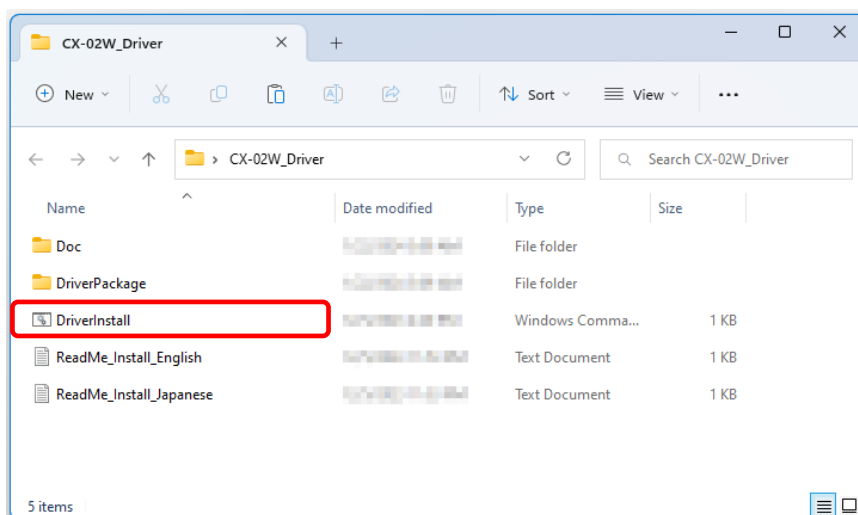 CX-02W_Driver
New
Sort
View
CX-02W_Driver
Search CX-02W_Driver
Name Date modified Type Size
Doc File folder
DriverPackage File folder
DriverInstall Windows Comma... 1 KB
ReadMe_Install_English Text Document 1 KB
ReadMe_Install_Japanese Text Document 1 KB
5 items